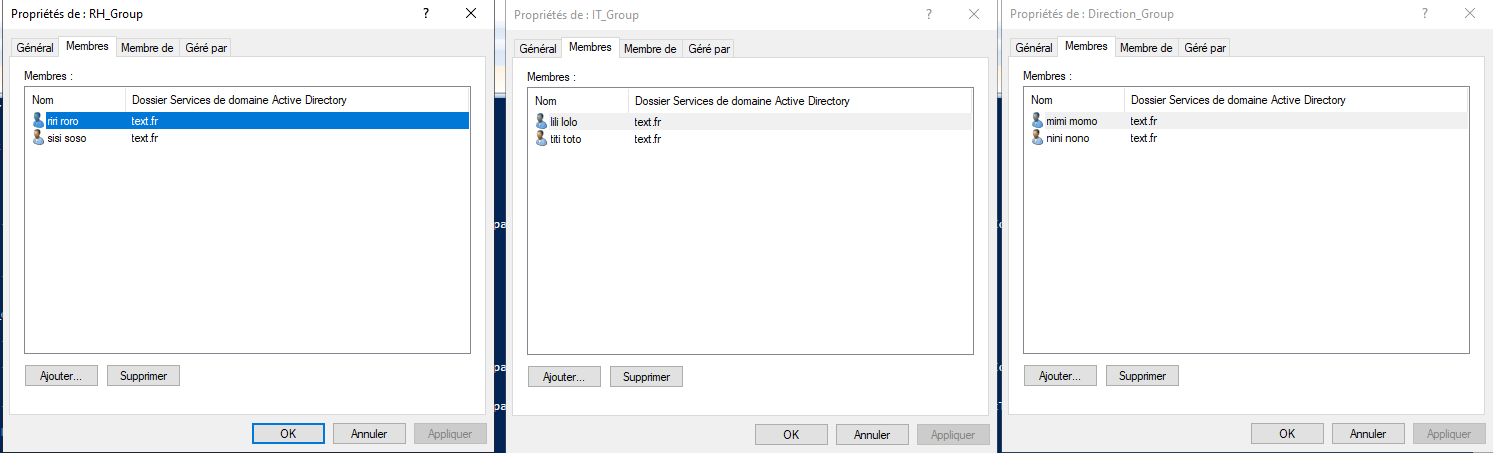 Propriétés de : RH_Group ? ×
Général Membres Membre de Géré par
Membres :
Nom Dossier Services de domaine Active Directory
riri roro text.fr
sisi soso text.fr
Ajouter... Supprimer
OK Annuler Appliquer
Propriétés de : IT_Group ? ×
Général Membres Membre de Géré par
Membres :
Nom Dossier Services de domaine Active Directory
lili lolo text.fr
titi toto text.fr
Ajouter... Supprimer
OK Annuler Appliquer
Propriétés de : Direction_Group ? ×
Général Membres Membre de Géré par
Membres :
Nom Dossier Services de domaine Active Directory
mimi momo text.fr
nini nono text.fr
Ajouter... Supprimer
OK Annuler Appliquer